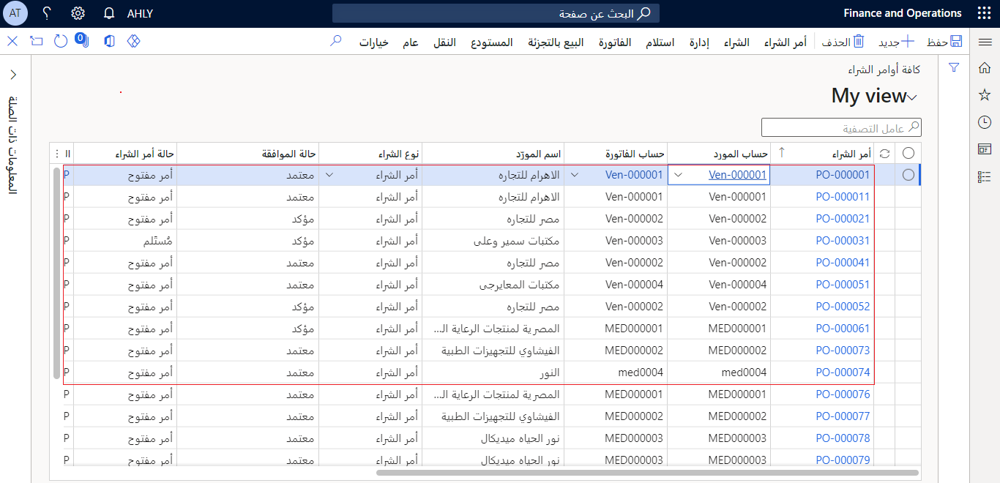 Finance and Operations
البحث عن صفحة
AHLY
AT
حفظ جديد الحذف أمر الشراء الشراء إدارة استلام الفاتورة البيع بالتجزئة المستودع النقل عام خيارات
0
كافة أوامر الشراء
My view
عامل التصفية
المعلومات ذات الصلة
أمر الشراء حساب المورد حساب الفاتورة اسم المورّد نوع الشراء حالة الموافقة حالة أمر الشراء ال
PO-000001 Ven-000001 Ven-000001 الاهرام للتجاره أمر الشراء معتمد أمر مفتوح P
PO-000011 Ven-000001 Ven-000001 الاهرام للتجاره أمر الشراء معتمد أمر مفتوح P
PO-000021 Ven-000002 Ven-000002 مصر للتجاره أمر الشراء مؤكد أمر مفتوح P
PO-000031 Ven-000003 Ven-000003 مكتبات سمير وعلى أمر الشراء مؤكد مُستَلم P
PO-000041 Ven-000002 Ven-000002 مصر للتجاره أمر الشراء معتمد أمر مفتوح P
PO-000051 Ven-000004 Ven-000004 مكتبات المعايرجى أمر الشراء معتمد أمر مفتوح P
PO-000052 Ven-000002 Ven-000002 مصر للتجاره أمر الشراء مؤكد أمر مفتوح P
PO-000061 MED000001 MED000001 المصرية لمنتجات الرعاية الـ... أمر الشراء مؤكد أمر مفتوح P
PO-000073 MED000002 MED000002 الفيشاوي للتجهيزات الطبية أمر الشراء معتمد أمر مفتوح P
PO-000074 med0004 med0004 النور أمر الشراء معتمد أمر مفتوح P
PO-000076 MED000001 MED000001 المصرية لمنتجات الرعاية الـ... أمر الشراء معتمد أمر مفتوح P
PO-000077 MED000002 MED000002 الفيشاوي للتجهيزات الطبية أمر الشراء معتمد أمر مفتوح P
PO-000078 MED000003 MED000003 نور الحياه ميديكال أمر الشراء معتمد أمر مفتوح P
PO-000079 MED000003 MED000003 نور الحياه ميديكال أمر الشراء معتمد أمر مفتوح P